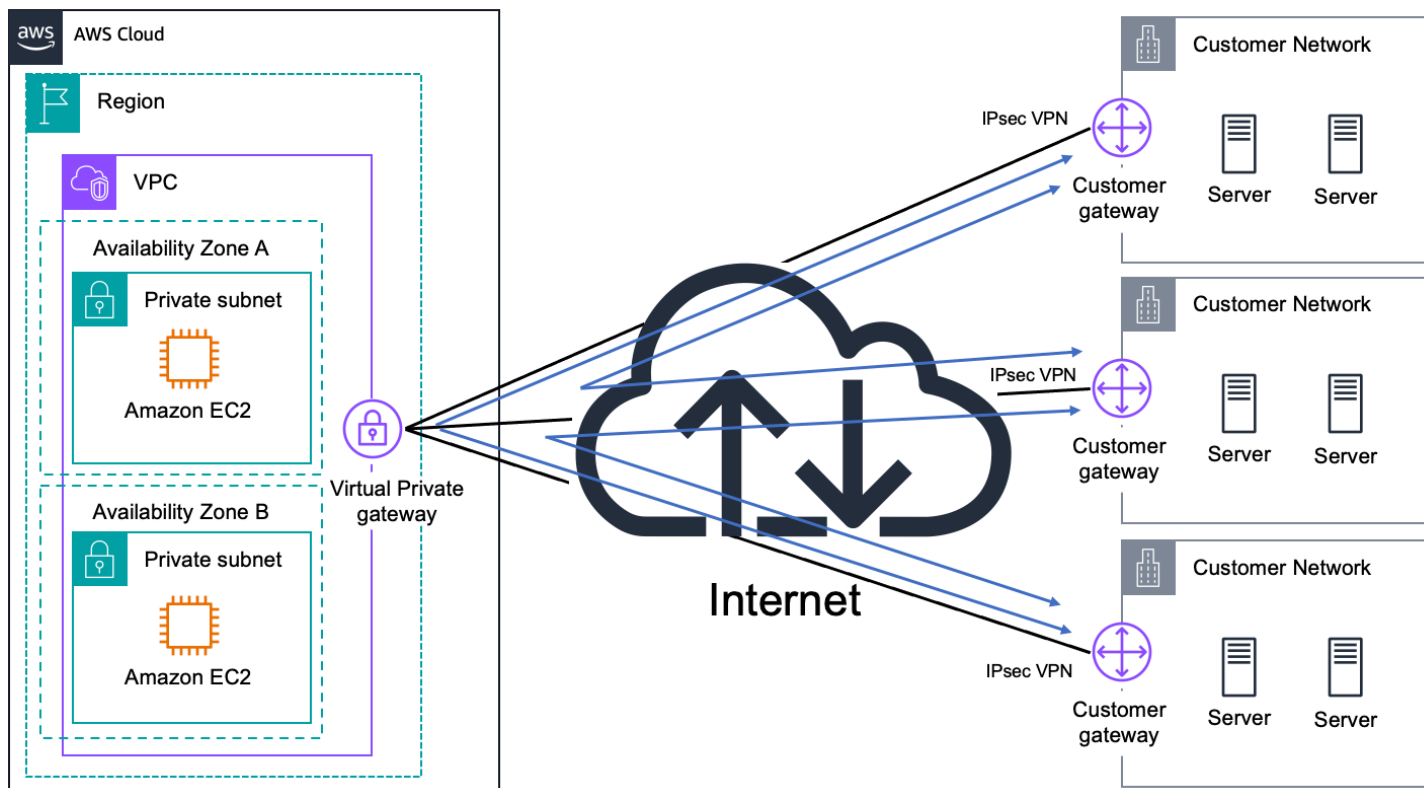 aws
AWS Cloud
Region
VPC
Availability Zone A
Private subnet
Amazon EC2
Virtual Private
gateway
Availability Zone B
Private subnet
Amazon EC2
Internet
IPsec VPN
Customer
gateway
Customer Network
Server
Server
IPsec VPN
Customer
gateway
Customer Network
Server
Server
IPsec VPN
Customer
gateway
Customer Network
Server
Server